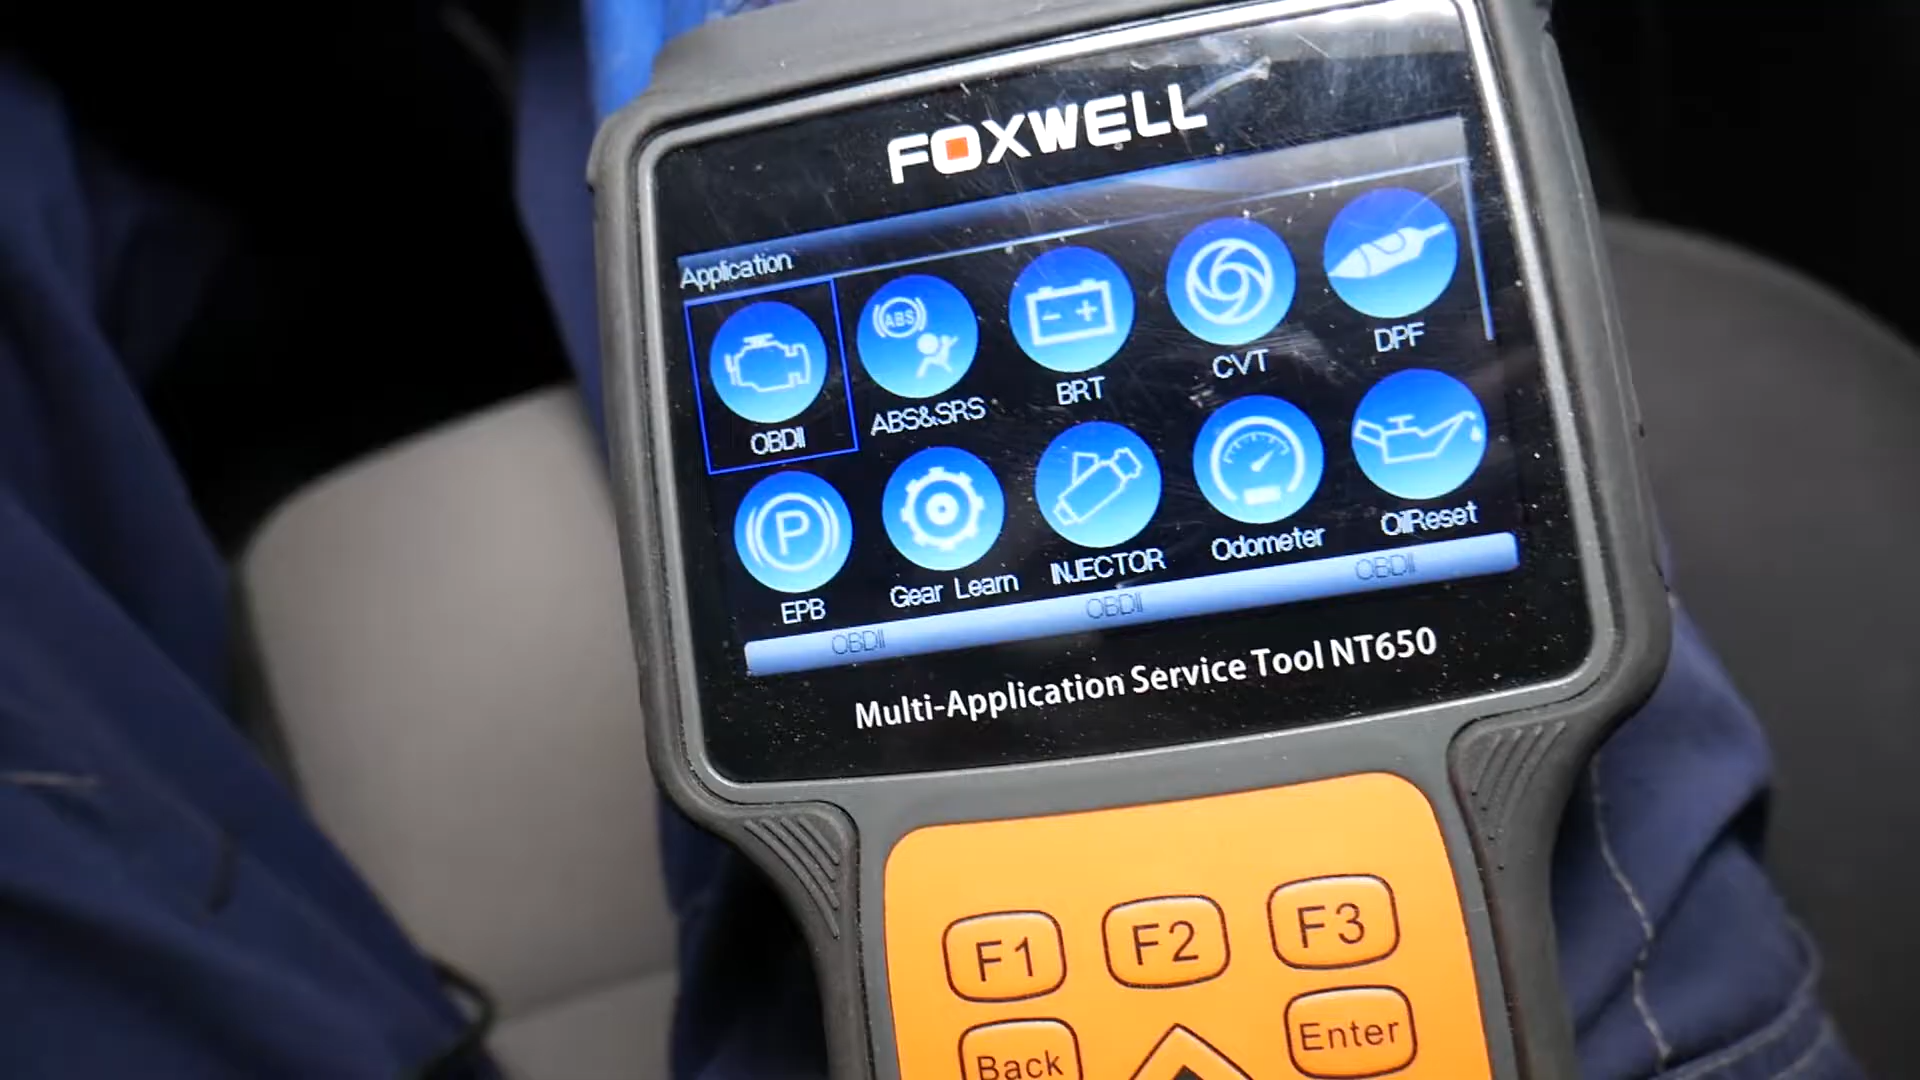 FOXWELL
Application
OBDII ABS&SRS BRT CVT DPF
ABS
P
EPB Gear Learn INJECTOR Odometer OilReset
OBDII OBDII OBDII
Multi-Application Service Tool NT650
F1 F2 F3
Back Enter